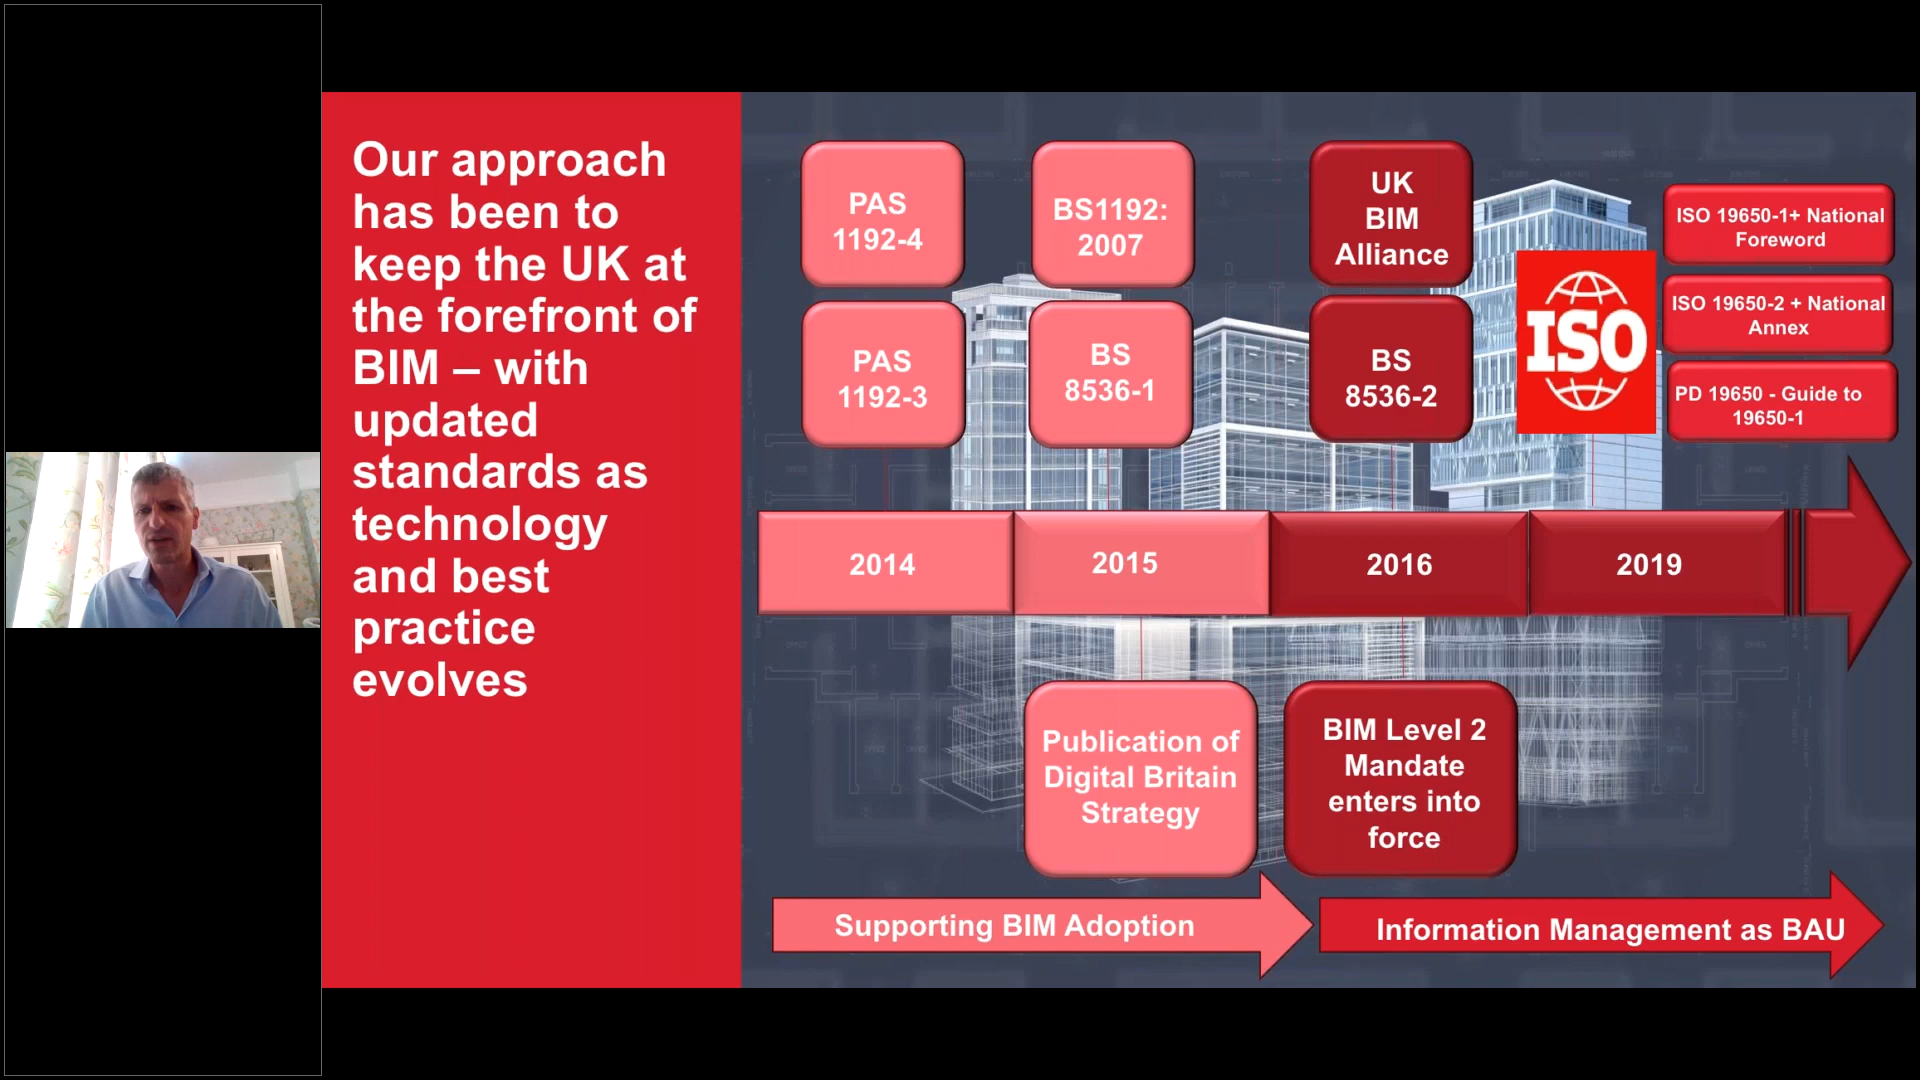 Our approach
has been to
keep the UK at
the forefront of
BIM – with
updated
standards as
technology
and best
practice
evolves
PAS
1192-4
BS1192:
2007
UK
BIM
Alliance
ISO 19650-1+ National
Foreword
ISO 19650-2 + National
Annex
PD 19650 - Guide to
19650-1
PAS
1192-3
BS
8536-1
BS
8536-2
ISO
2014
2015
2016
2019
Publication of
Digital Britain
Strategy
BIM Level 2
Mandate
enters into
force
Supporting BIM Adoption
Information Management as BAU